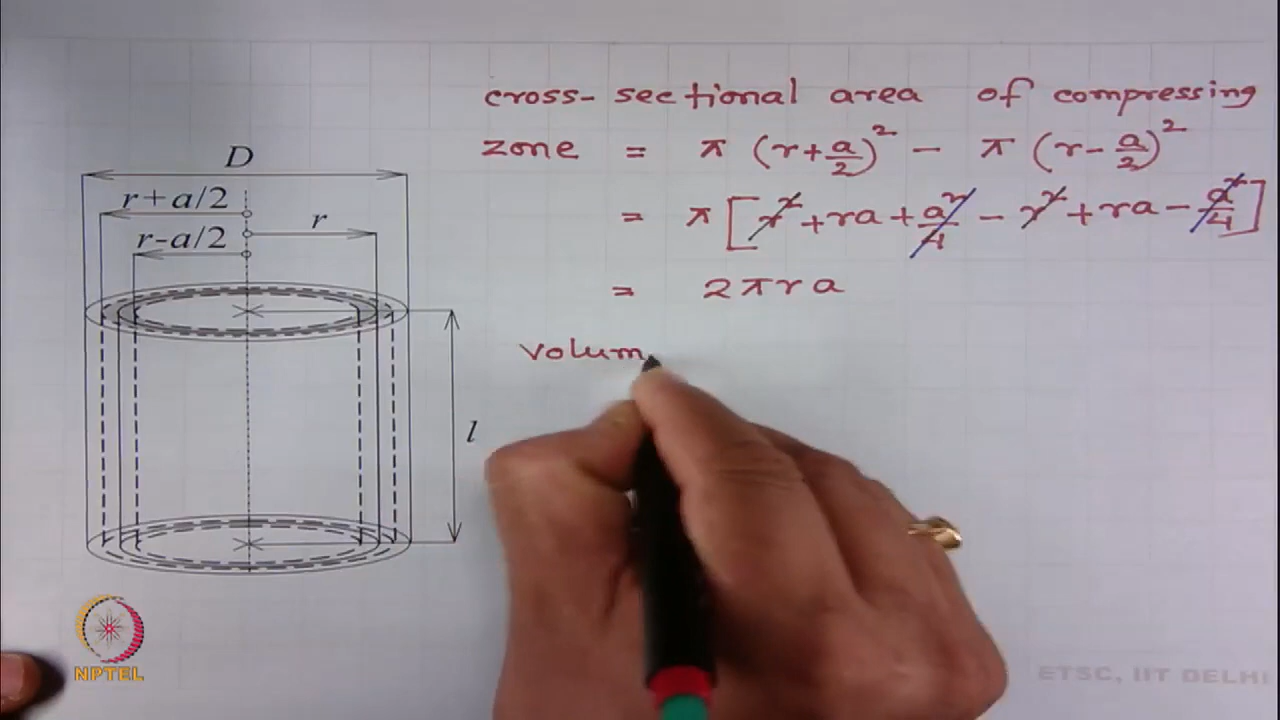 cross-sectional area of compressing
zone = π (r+a/2)² - π (r-a/2)²
= π [r² + ra + a²/4 - r² + ra - a²/4]
= 2πra
Volum
D
r+a/2
r
r-a/2
l
NPTEL
ETSC, IIT DELHI